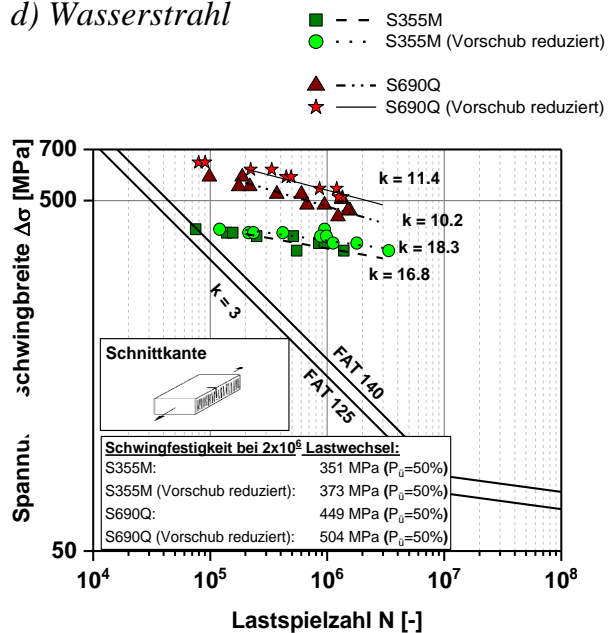 d) Wasserstrahl
S355M
S355M (Vorschub reduziert)
S690Q
S690Q (Vorschub reduziert)
700
500
50
Δσ [MPa]
k = 11.4
k = 10.2
k = 18.3
k = 16.8
k = 3
FAT 140
FAT 125
Schnittkante
Schwingfestigkeit bei 2x10⁶ Lastwechsel:
S355M: 351 MPa (Pü=50%)
S355M (Vorschub reduziert): 373 MPa (Pü=50%)
S690Q: 449 MPa (Pü=50%)
S690Q (Vorschub reduziert): 504 MPa (Pü=50%)
10⁴ 10⁵ 10⁶ 10⁷ 10⁸
Lastspielzahl N [-]